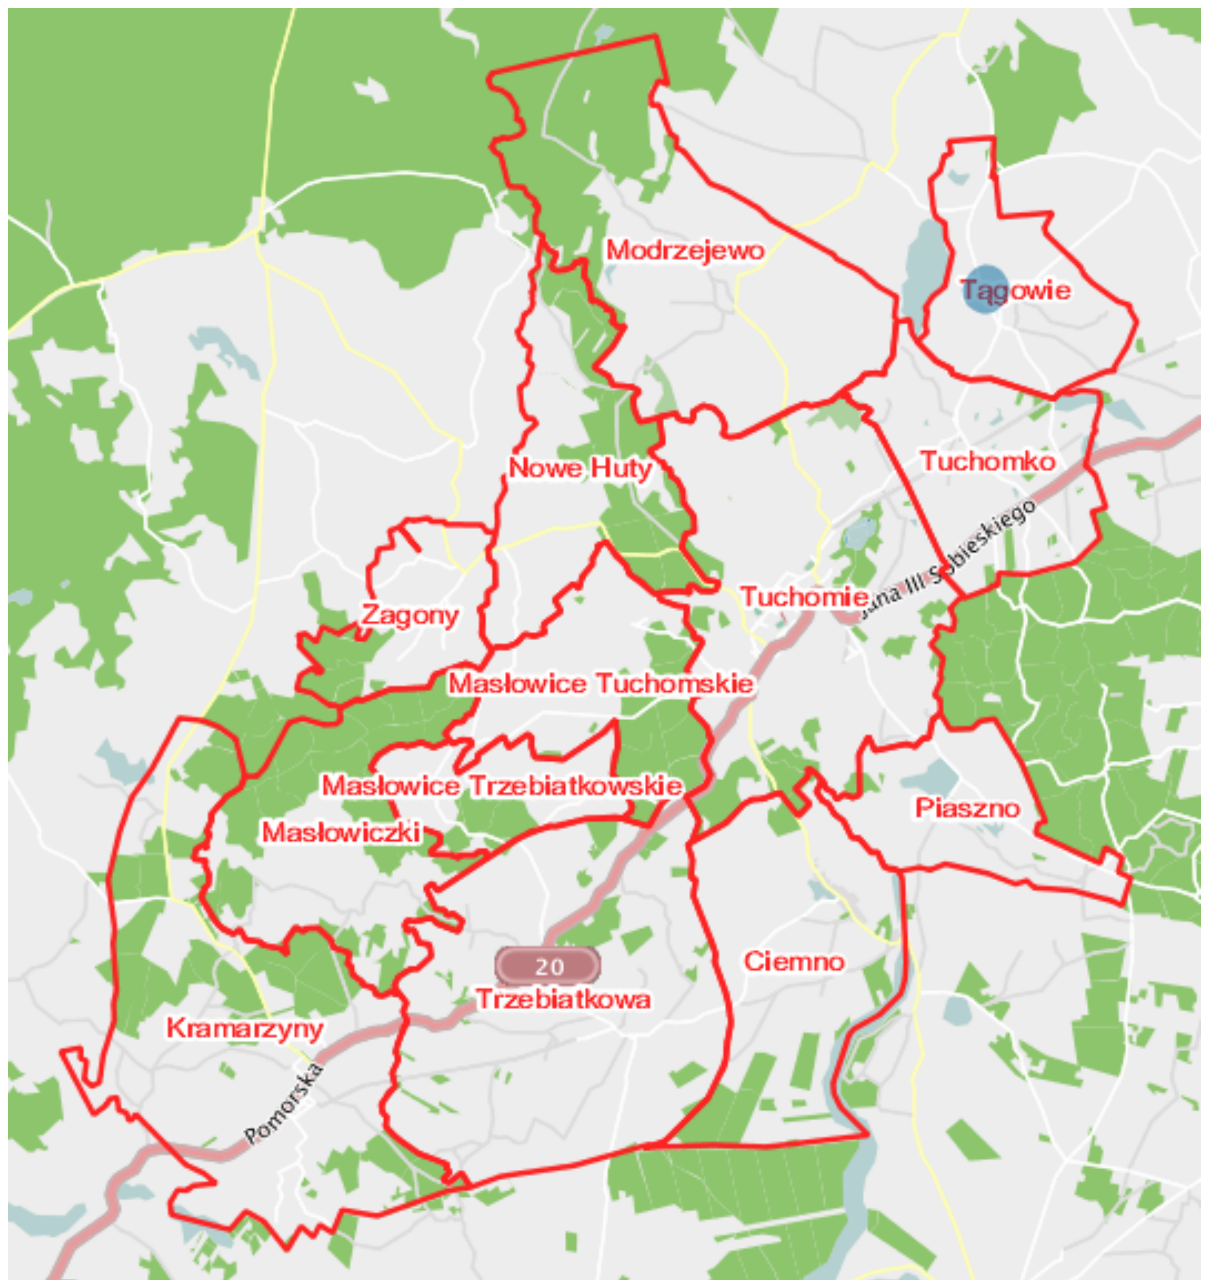 Modrzejewo
Tągowie
Tuchomko
Nowe Huty
Jana III Sobieskiego
Tuchomie
Zagony
Masłowice Tuchomskie
Masłowice Trzebiatkowskie
Piaszno
Masłowiczki
Ciemno
20
Trzebiatkowa
Kramarzyny
Pomorska